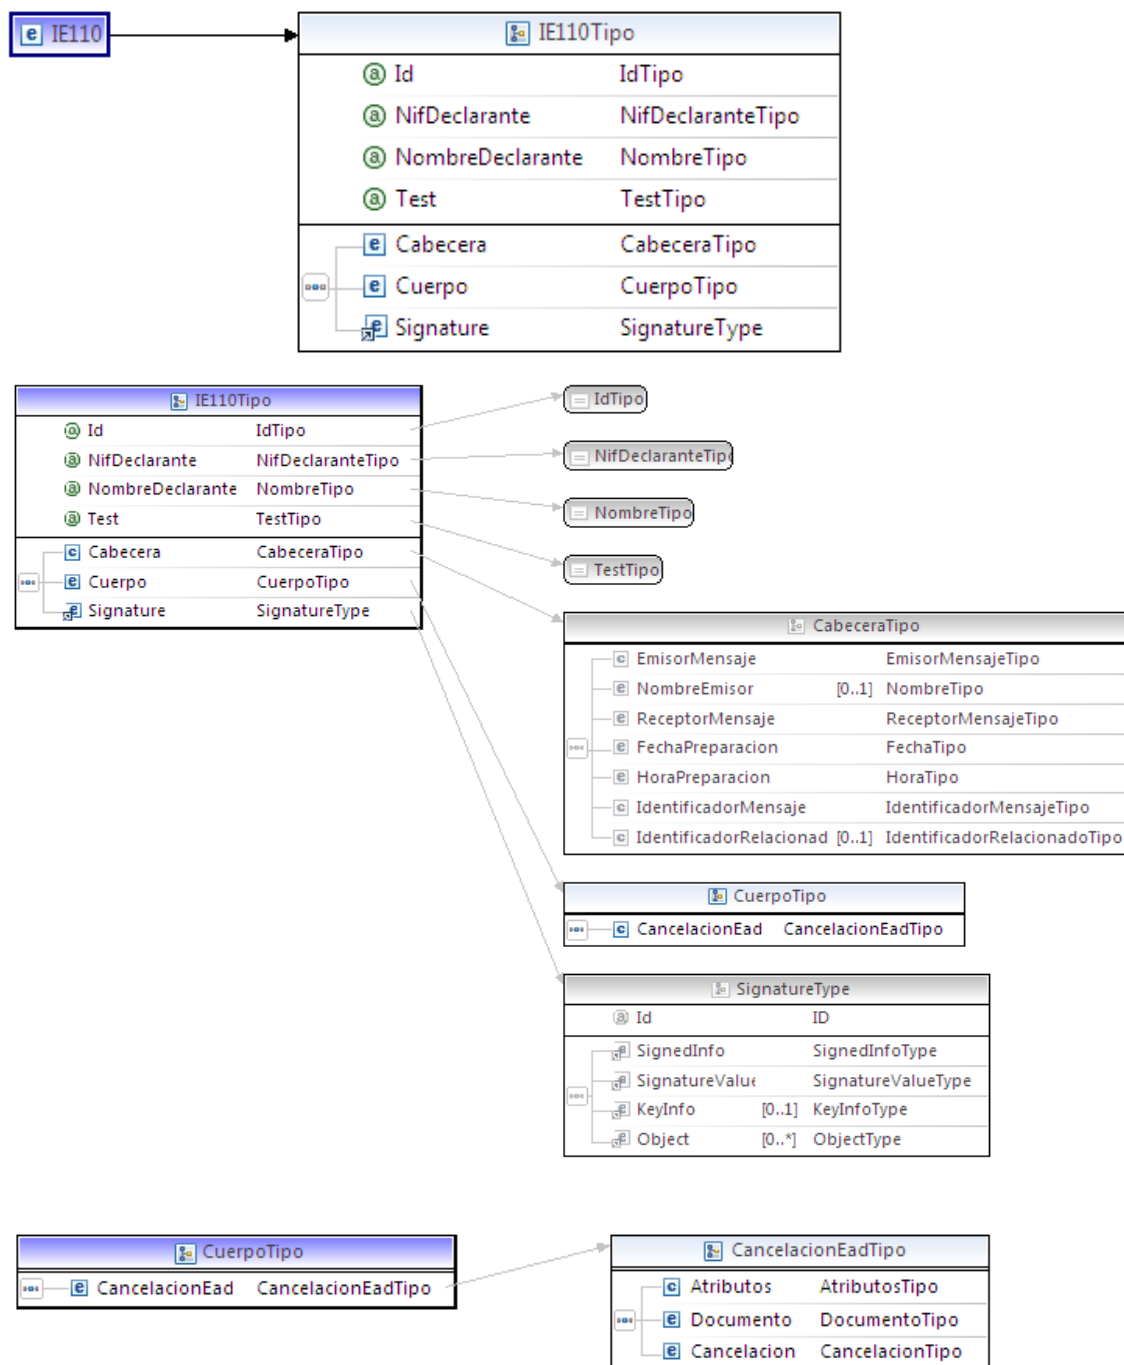 IE110
IE110Tipo
Id IdTipo
NifDeclarante NifDeclaranteTipo
NombreDeclarante NombreTipo
Test TestTipo
Cabecera CabeceraTipo
Cuerpo CuerpoTipo
Signature SignatureType
IE110Tipo
Id IdTipo
NifDeclarante NifDeclaranteTipo
NombreDeclarante NombreTipo
Test TestTipo
Cabecera CabeceraTipo
Cuerpo CuerpoTipo
Signature SignatureType
IdTipo
NifDeclaranteTipo
NombreTipo
TestTipo
CabeceraTipo
EmisorMensaje EmisorMensajeTipo
NombreEmisor [0..1] NombreTipo
ReceptorMensaje ReceptorMensajeTipo
FechaPreparacion FechaTipo
HoraPreparacion HoraTipo
IdentificadorMensaje IdentificadorMensajeTipo
IdentificadorRelacionad [0..1] IdentificadorRelacionadoTipo
CuerpoTipo
CancelacionEad CancelacionEadTipo
SignatureType
Id ID
SignedInfo SignedInfoType
SignatureValue SignatureValueType
KeyInfo [0..1] KeyInfoType
Object [0..*] ObjectType
CuerpoTipo
CancelacionEad CancelacionEadTipo
CancelacionEadTipo
Atributos AtributosTipo
Documento DocumentoTipo
Cancelacion CancelacionTipo